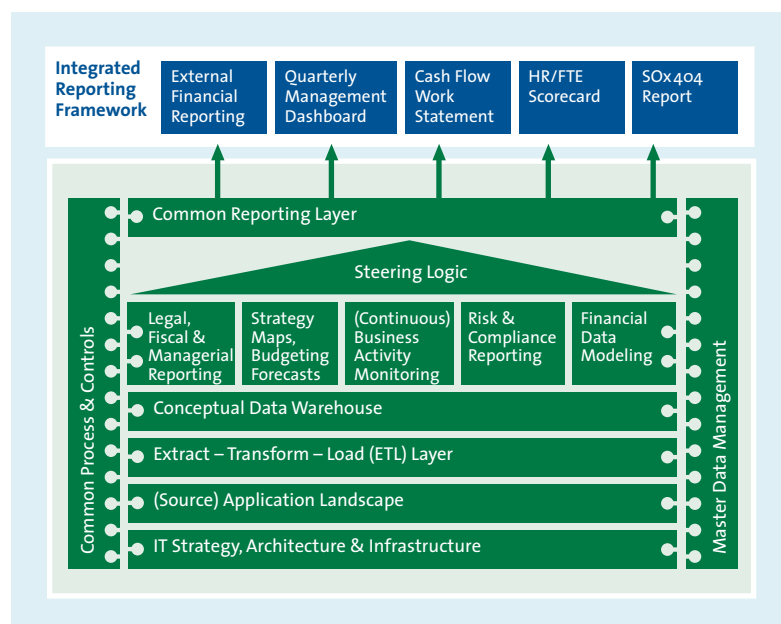 Integrated
Reporting
Framework
External
Financial
Reporting
Quarterly
Management
Dashboard
Cash Flow
Work
Statement
HR/FTE
Scorecard
SOx404
Report
Common Process & Controls
Common Reporting Layer
Steering Logic
Legal,
Fiscal &
Managerial
Reporting
Strategy
Maps,
Budgeting
Forecasts
(Continuous)
Business
Activity
Monitoring
Risk &
Compliance
Reporting
Financial
Data
Modeling
Conceptual Data Warehouse
Extract – Transform – Load (ETL) Layer
(Source) Application Landscape
IT Strategy, Architecture & Infrastructure
Master Data Management